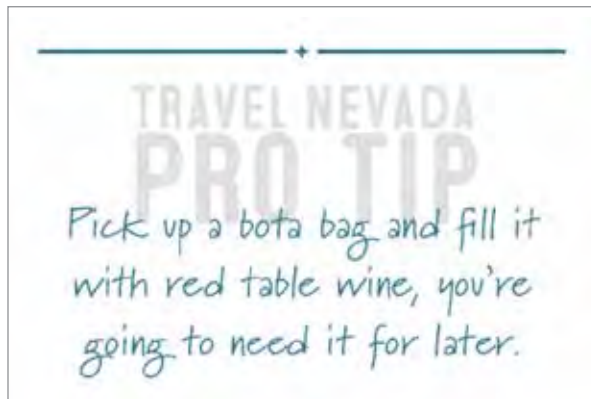 TRAVEL NEVADA
PRO TIP
Pick up a bota bag and fill it
with red table wine, you're
going to need it for later.